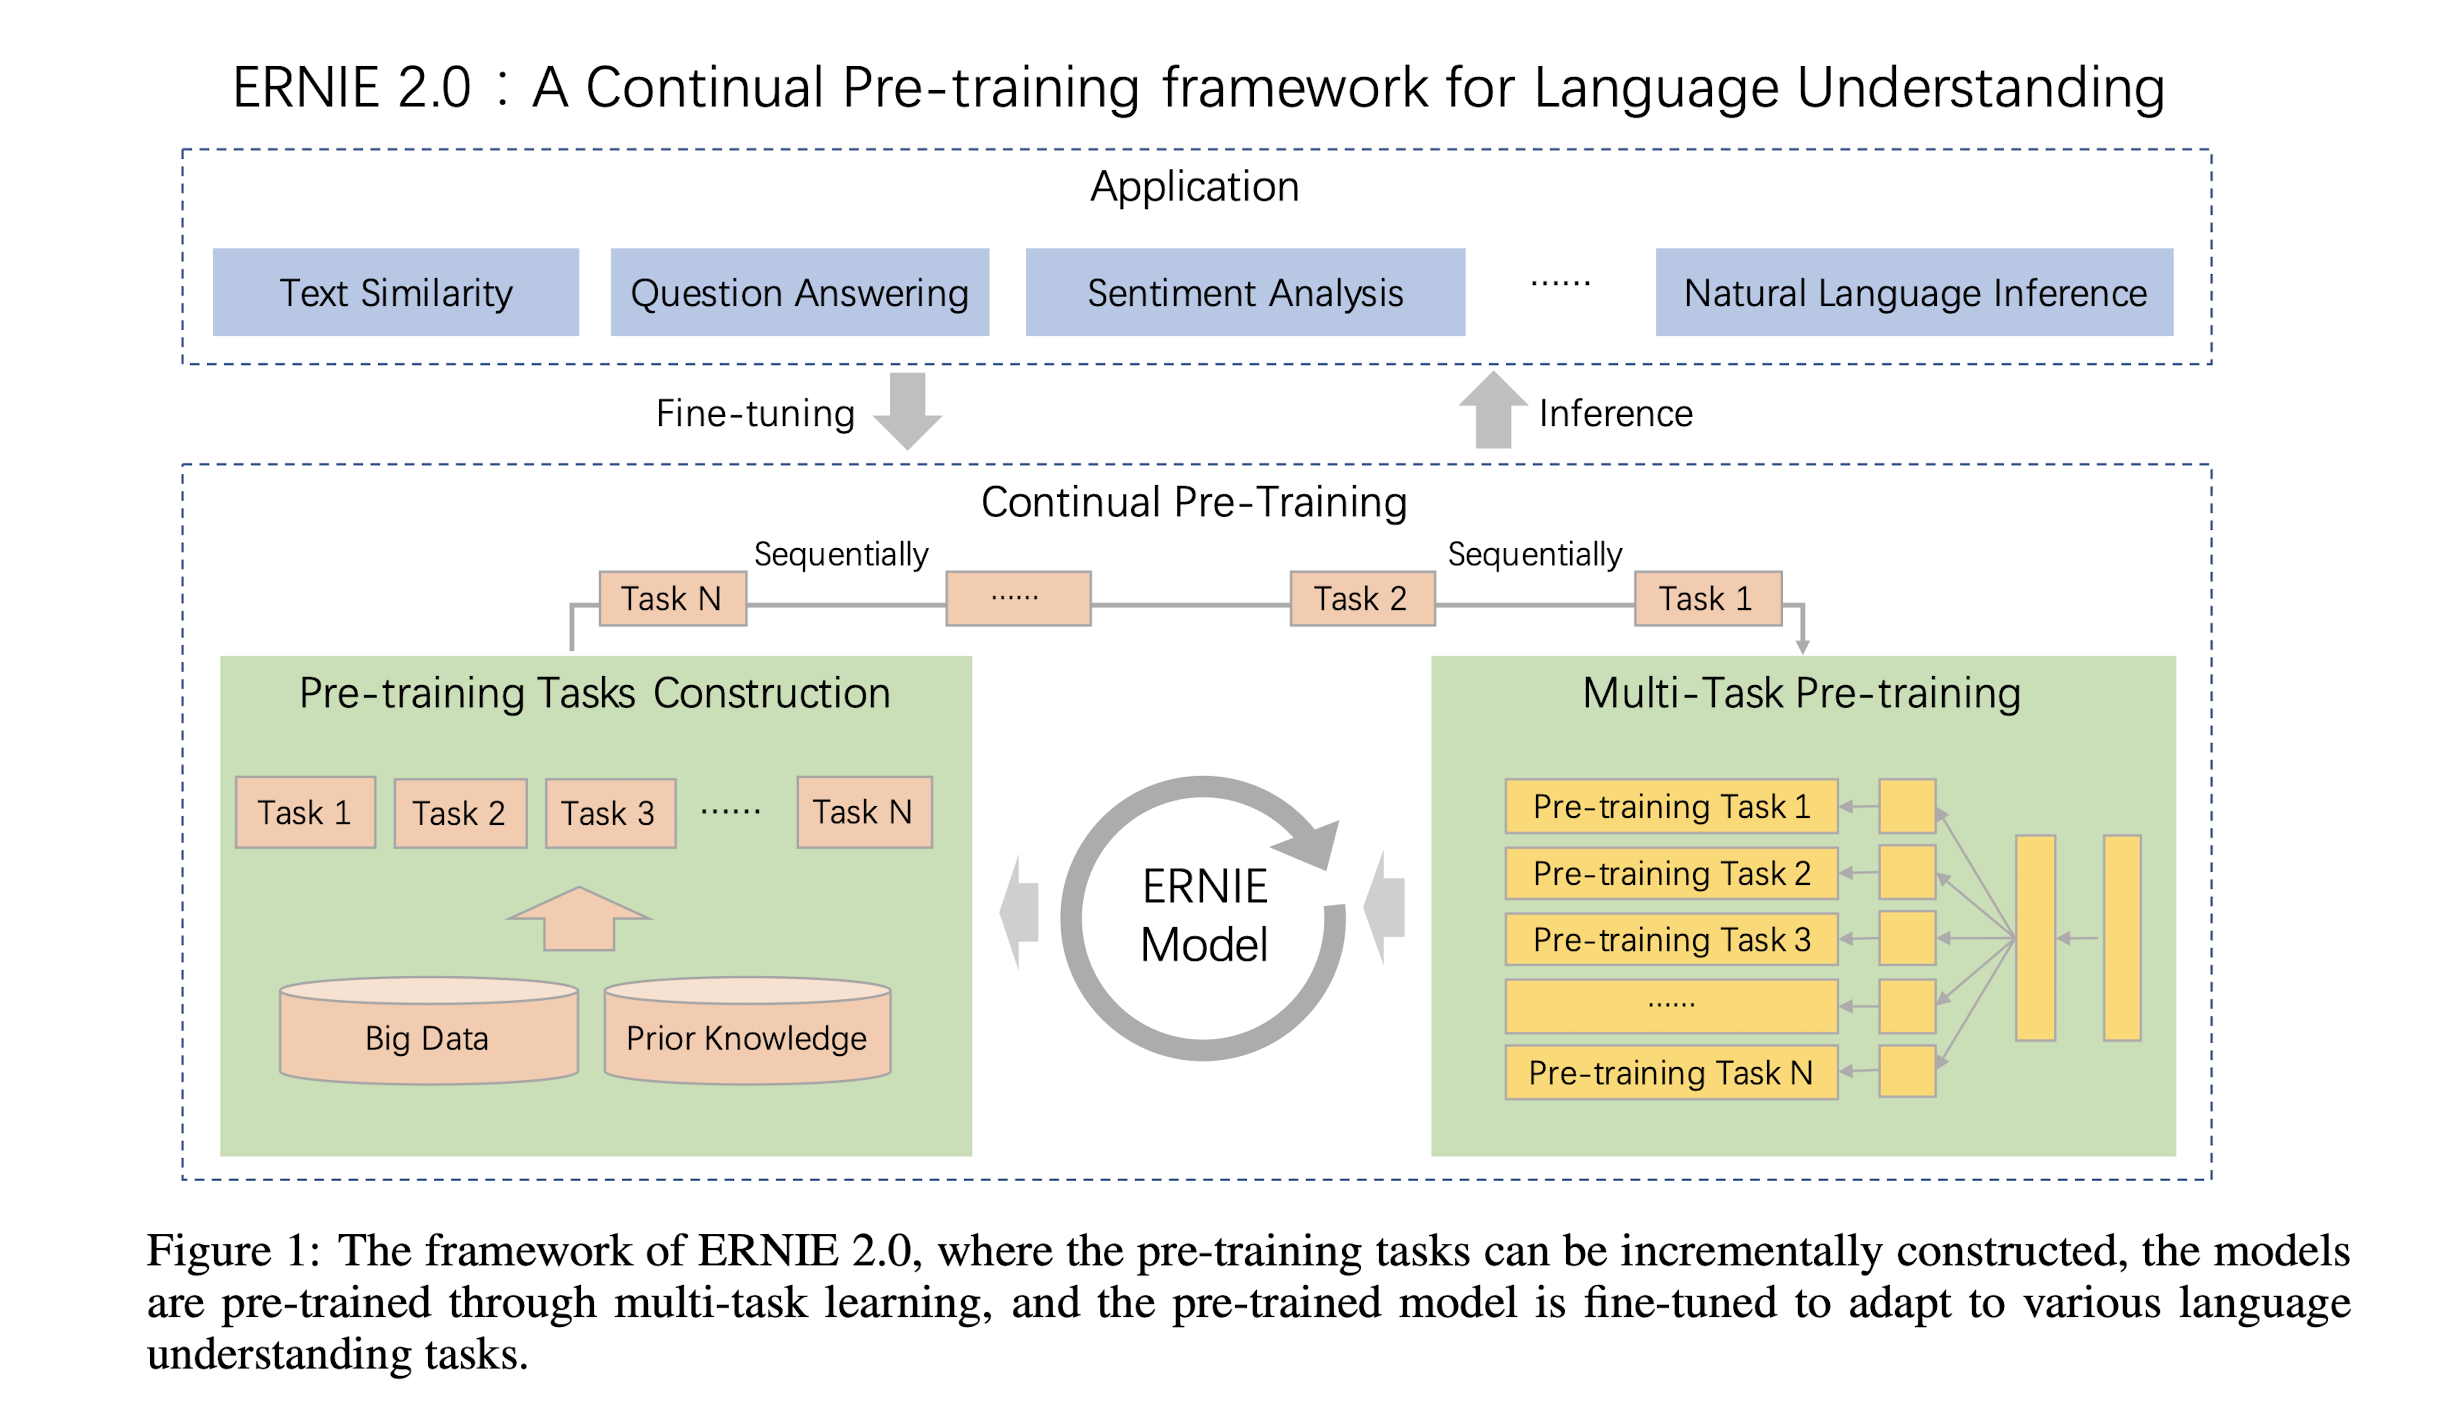 ERNIE 2.0：A Continual Pre-training framework for Language Understanding
Application
Text Similarity
Question Answering
Sentiment Analysis
……
Natural Language Inference
Fine-tuning
Inference
Continual Pre-Training
Sequentially
Sequentially
Task N
……
Task 2
Task 1
Pre-training Tasks Construction
Task 1
Task 2
Task 3
……
Task N
Big Data
Prior Knowledge
ERNIE
Model
Multi-Task Pre-training
Pre-training Task 1
Pre-training Task 2
Pre-training Task 3
……
Pre-training Task N
Figure 1: The framework of ERNIE 2.0, where the pre-training tasks can be incrementally constructed, the models
are pre-trained through multi-task learning, and the pre-trained model is fine-tuned to adapt to various language
understanding tasks.